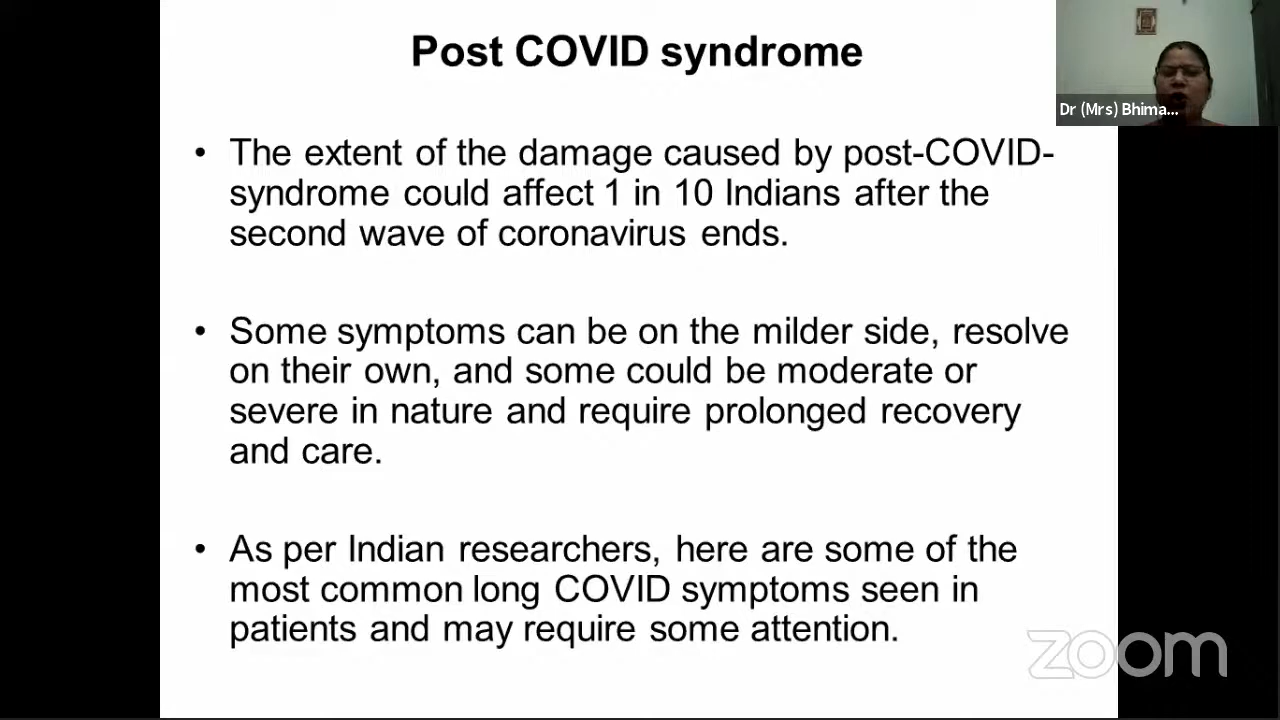 Post COVID syndrome
Dr (Mrs) Bhima...
• The extent of the damage caused by post-COVID-
syndrome could affect 1 in 10 Indians after the
second wave of coronavirus ends.
• Some symptoms can be on the milder side, resolve
on their own, and some could be moderate or
severe in nature and require prolonged recovery
and care.
• As per Indian researchers, here are some of the
most common long COVID symptoms seen in
patients and may require some attention.
zoom